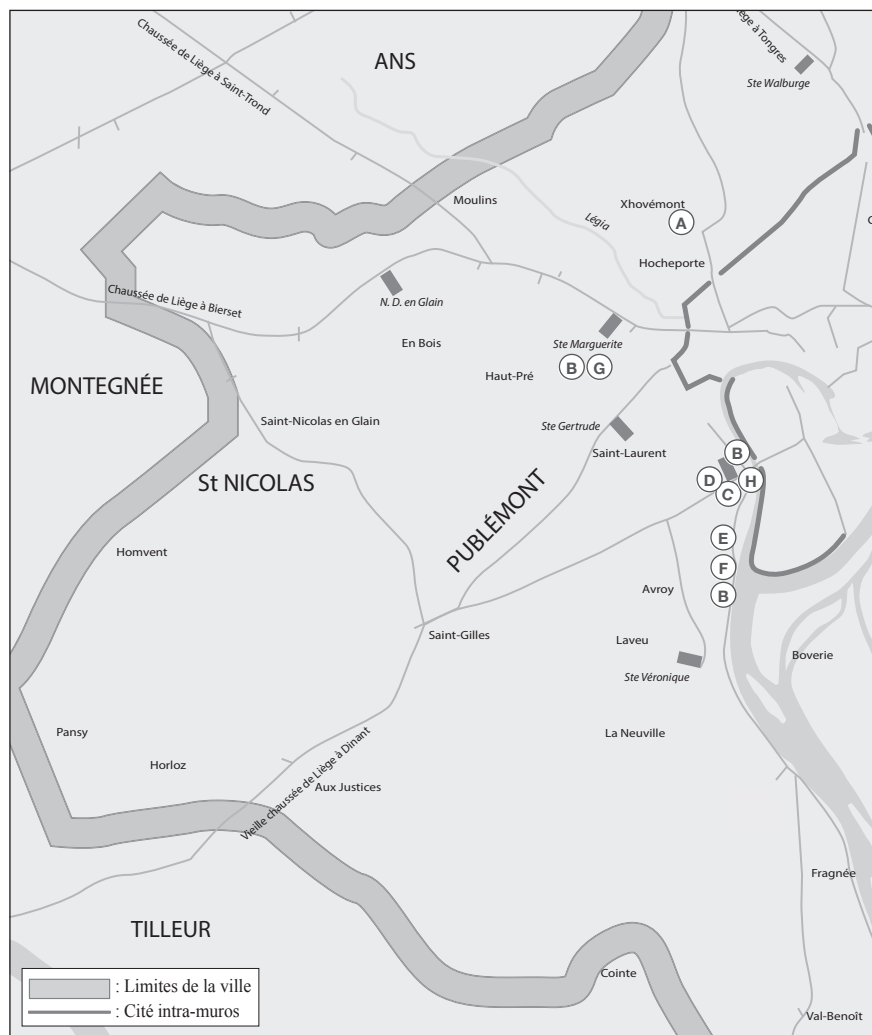 ANS
Chaussée de Liège à Saint-Trond
Liège à Tongres
Ste Walburge
Moulins
Légia
Xhovémont
A
Hocheporte
N. D. en Glain
Chaussée de Liège à Bierset
En Bois
Ste Marguerite
B G
Haut-Pré
MONTEGNÉE
Saint-Nicolas en Glain
Ste Gertrude
Saint-Laurent
B
D
H
C
St NICOLAS
PUBLÉMONT
E
Homvent
F
Avroy
B
Saint-Gilles
Laveu
Boverie
Ste Véronique
Pansy
La Neuville
Horloz
Vieille chaussée de Liège à Dinant
Aux Justices
Fragnée
TILLEUR
Cointe
: Limites de la ville
: Cité intra-muros
Val-Benoît